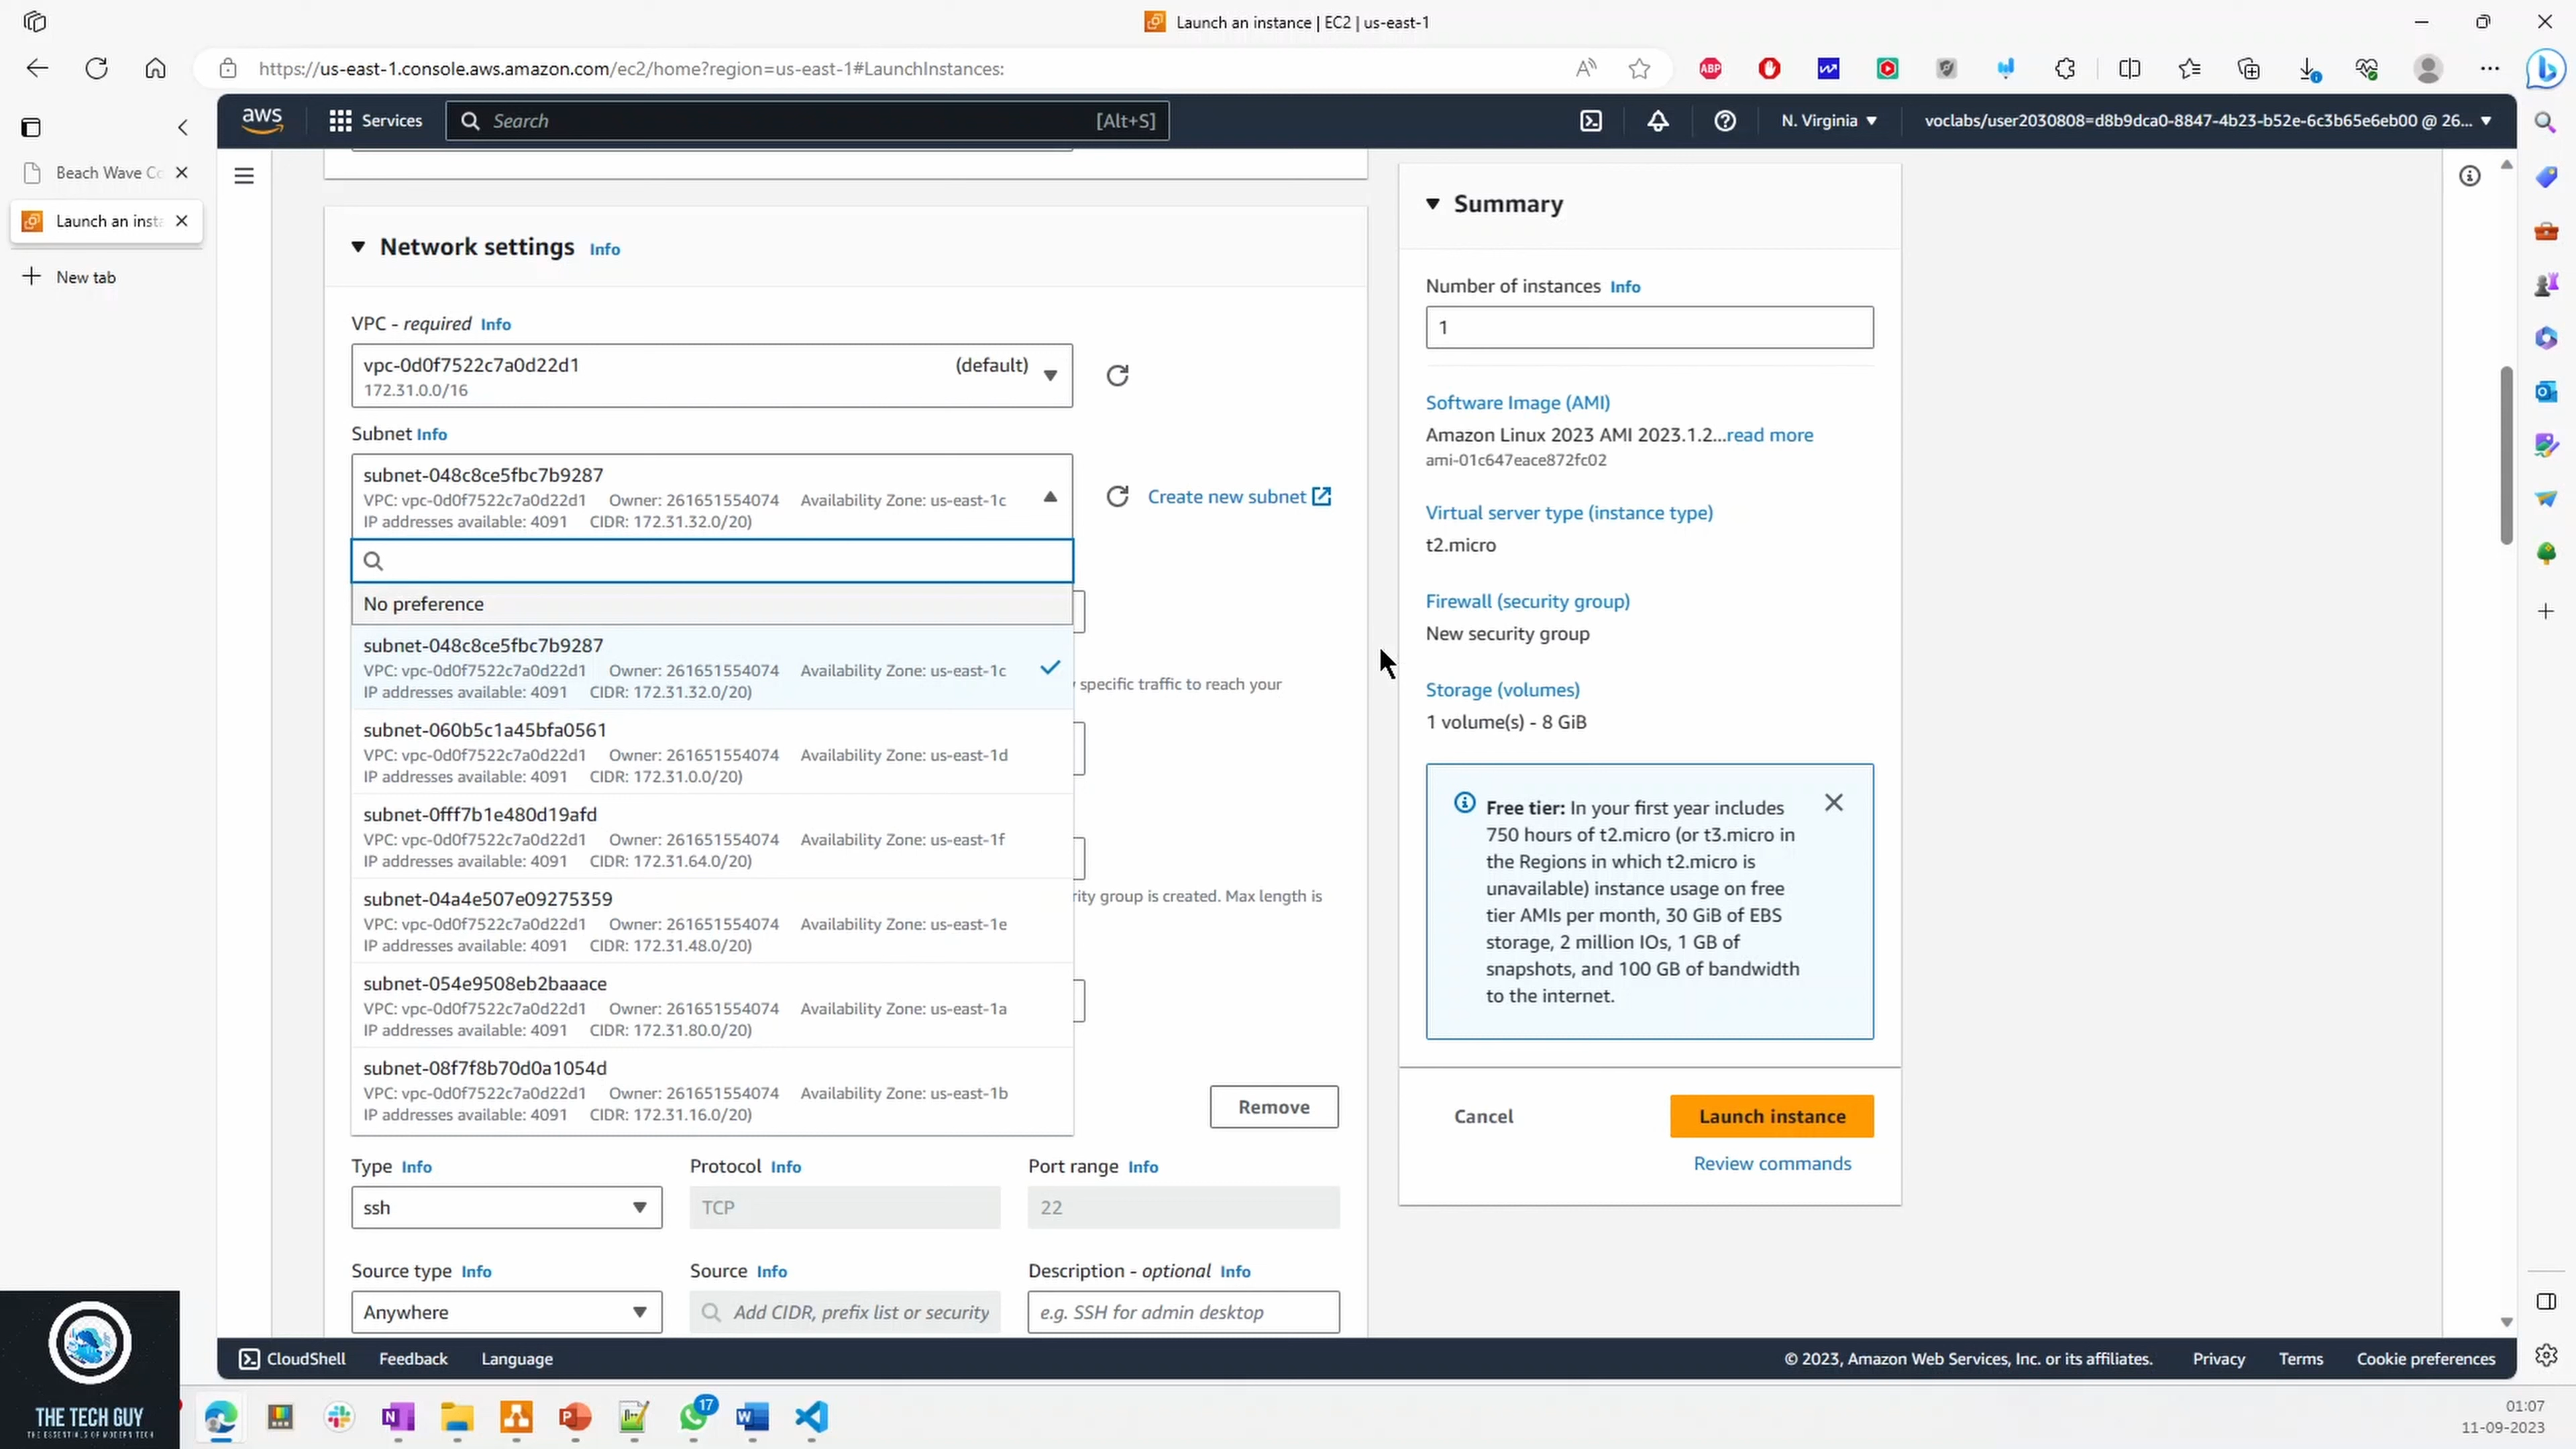 Launch an instance | EC2 | us-east-1
https://us-east-1.console.aws.amazon.com/ec2/home?region=us-east-1#LaunchInstances:
ABP
aws
Services
Search
[Alt+S]
N. Virginia
voclabs/user2030808=d8b9dca0-8847-4b23-b52e-6c3b65e6eb00 @ 26...
Beach Wave Co
Launch an insta
New tab
Network settings Info
VPC - required Info
vpc-0d0f7522c7a0d22d1 (default)
172.31.0.0/16
Subnet Info
subnet-048c8ce5fbc7b9287
VPC: vpc-0d0f7522c7a0d22d1 Owner: 261651554074 Availability Zone: us-east-1c
IP addresses available: 4091 CIDR: 172.31.32.0/20)
Create new subnet
No preference
subnet-048c8ce5fbc7b9287
VPC: vpc-0d0f7522c7a0d22d1 Owner: 261651554074 Availability Zone: us-east-1c
IP addresses available: 4091 CIDR: 172.31.32.0/20)
specific traffic to reach your
subnet-060b5c1a45bfa0561
VPC: vpc-0d0f7522c7a0d22d1 Owner: 261651554074 Availability Zone: us-east-1d
IP addresses available: 4091 CIDR: 172.31.0.0/20)
subnet-0fff7b1e480d19afd
VPC: vpc-0d0f7522c7a0d22d1 Owner: 261651554074 Availability Zone: us-east-1f
IP addresses available: 4091 CIDR: 172.31.64.0/20)
rity group is created. Max length is
subnet-04a4e507e09275359
VPC: vpc-0d0f7522c7a0d22d1 Owner: 261651554074 Availability Zone: us-east-1e
IP addresses available: 4091 CIDR: 172.31.48.0/20)
subnet-054e9508eb2baaace
VPC: vpc-0d0f7522c7a0d22d1 Owner: 261651554074 Availability Zone: us-east-1a
IP addresses available: 4091 CIDR: 172.31.80.0/20)
subnet-08f7f8b70d0a1054d
VPC: vpc-0d0f7522c7a0d22d1 Owner: 261651554074 Availability Zone: us-east-1b
IP addresses available: 4091 CIDR: 172.31.16.0/20)
Remove
Type Info
Protocol Info
Port range Info
ssh
TCP
22
Source type Info
Source Info
Description - optional Info
Anywhere
Add CIDR, prefix list or security
e.g. SSH for admin desktop
Summary
Number of instances Info
1
Software Image (AMI)
Amazon Linux 2023 AMI 2023.1.2...read more
ami-01c647eace872fc02
Virtual server type (instance type)
t2.micro
Firewall (security group)
New security group
Storage (volumes)
1 volume(s) - 8 GiB
Free tier: In your first year includes
750 hours of t2.micro (or t3.micro in
the Regions in which t2.micro is
unavailable) instance usage on free
tier AMIs per month, 30 GiB of EBS
storage, 2 million IOs, 1 GB of
snapshots, and 100 GB of bandwidth
to the internet.
Cancel
Launch instance
Review commands
CloudShell
Feedback
Language
© 2023, Amazon Web Services, Inc. or its affiliates.
Privacy
Terms
Cookie preferences
THE TECH GUY
THE ESSENTIALS OF MODERN TECH
17
01:07
11-09-2023